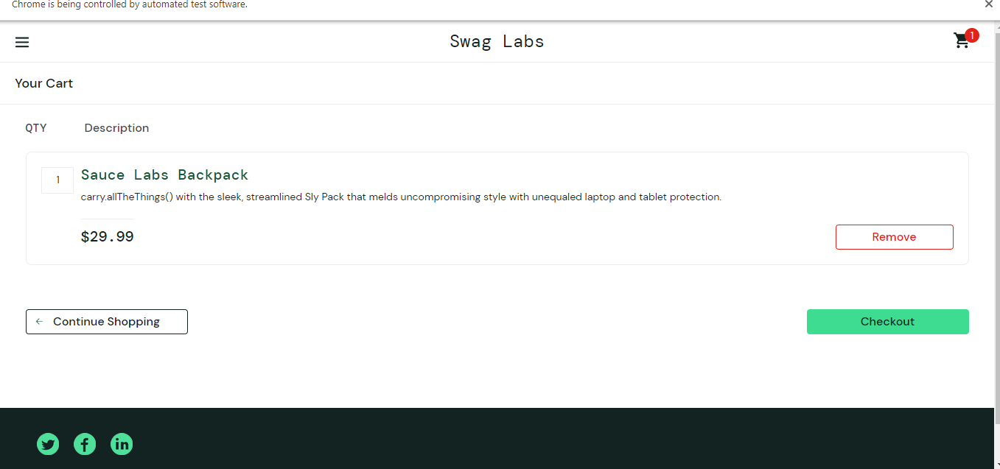 Chrome is being controlled by automated test software.
Swag Labs
1
Your Cart
QTY Description
1 Sauce Labs Backpack
carry.allTheThings() with the sleek, streamlined Sly Pack that melds uncompromising style with unequaled laptop and tablet protection.
$29.99
Remove
Continue Shopping
Checkout